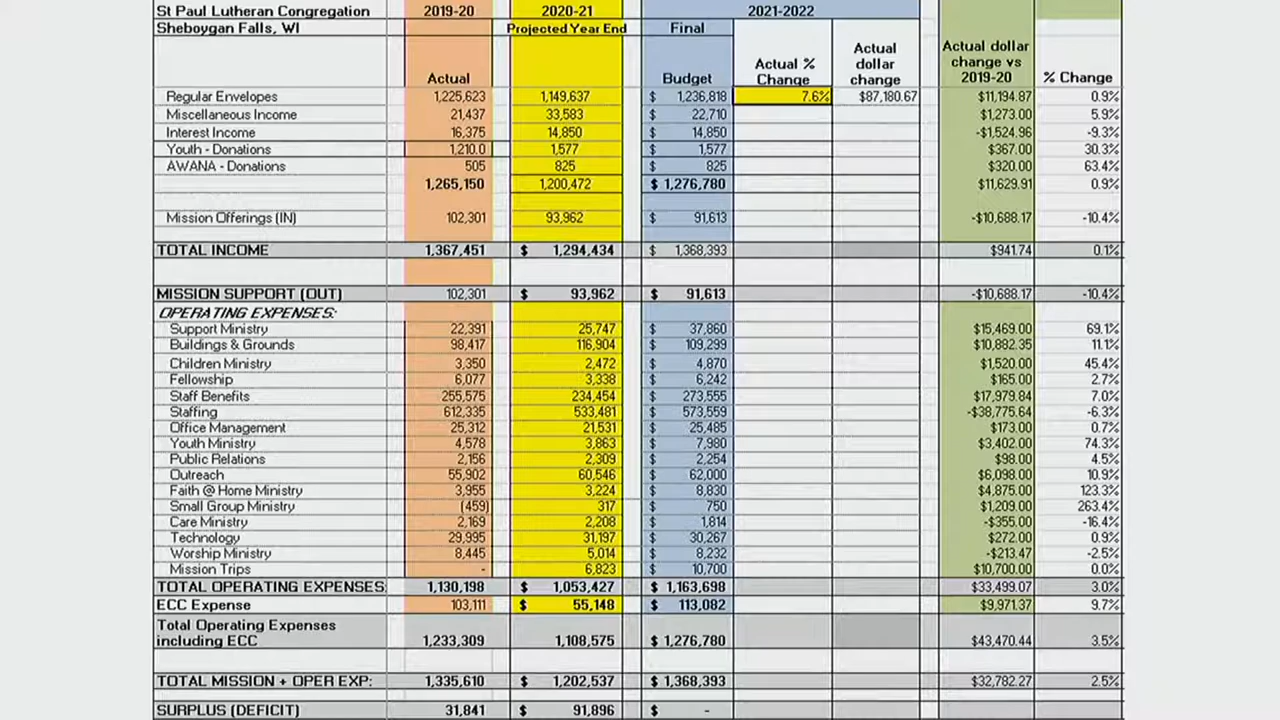 St Paul Lutheran Congregation 2019-20 2020-21 2021-2022
Sheboygan Falls, WI Projected Year End Final
Actual Budget Actual % Change Actual dollar change Actual dollar change vs 2019-20 % Change
Regular Envelopes 1,225,623 1,149,637 $ 1,236,818 7.6% $87,180.67 $11,194.87 0.9%
Miscellaneous Income 21,437 33,583 $ 22,710 $1,273.00 5.9%
Interest Income 16,375 14,850 $ 14,850 -$1,524.96 -9.3%
Youth - Donations 1,210.0 1,577 $ 1,577 $367.00 30.3%
AWANA - Donations 505 825 $ 825 $320.00 63.4%
1,265,150 1,200,472 $ 1,276,780 $11,629.91 0.9%
Mission Offerings (IN) 102,301 93,962 $ 91,613 -$10,688.17 -10.4%
TOTAL INCOME 1,367,451 $ 1,294,434 $ 1,368,393 $941.74 0.1%
MISSION SUPPORT (OUT) 102,301 $ 93,962 $ 91,613 -$10,688.17 -10.4%
OPERATING EXPENSES:
Support Ministry 22,391 25,747 $ 37,860 $15,469.00 69.1%
Buildings & Grounds 98,417 116,904 $ 109,299 $10,882.35 11.1%
Children Ministry 3,350 2,472 $ 4,870 $1,520.00 45.4%
Fellowship 6,077 3,338 $ 6,242 $165.00 2.7%
Staff Benefits 255,575 234,454 $ 273,555 $17,979.84 7.0%
Staffing 612,335 533,481 $ 573,559 -$38,775.64 -6.3%
Office Management 25,312 21,531 $ 25,485 $173.00 0.7%
Youth Ministry 4,578 3,863 $ 7,980 $3,402.00 74.3%
Public Relations 2,156 2,309 $ 2,254 $98.00 4.5%
Outreach 55,902 60,546 $ 62,000 $6,098.00 10.9%
Faith @ Home Ministry 3,955 3,224 $ 8,830 $4,875.00 123.3%
Small Group Ministry (459) 317 $ 750 $1,209.00 263.4%
Care Ministry 2,169 2,208 $ 1,814 -$355.00 -16.4%
Technology 29,995 31,197 $ 30,267 $272.00 0.9%
Worship Ministry 8,445 5,014 $ 8,232 -$213.47 -2.5%
Mission Trips - 6,823 $ 10,700 $10,700.00 0.0%
TOTAL OPERATING EXPENSES 1,130,198 $ 1,053,427 $ 1,163,698 $33,499.07 3.0%
ECC Expense 103,111 $ 55,148 $ 113,082 $9,971.37 9.7%
Total Operating Expenses
including ECC 1,233,309 1,108,575 $ 1,276,780 $43,470.44 3.5%
TOTAL MISSION + OPER EXP: 1,335,610 $ 1,202,537 $ 1,368,393 $32,782.27 2.5%
SURPLUS (DEFICIT) 31,841 $ 91,896 $ -